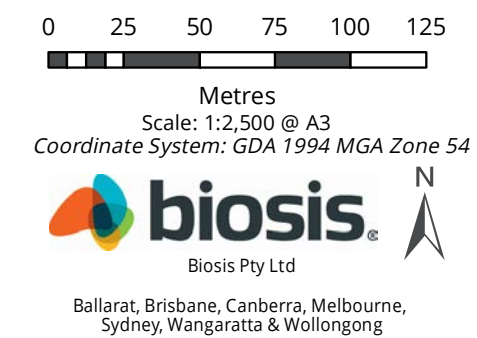 0 25 50 75 100 125
Metres
Scale: 1:2,500 @ A3
Coordinate System: GDA 1994 MGA Zone 54
N
biosis.
Biosis Pty Ltd
Ballarat, Brisbane, Canberra, Melbourne,
Sydney, Wangaratta & Wollongong